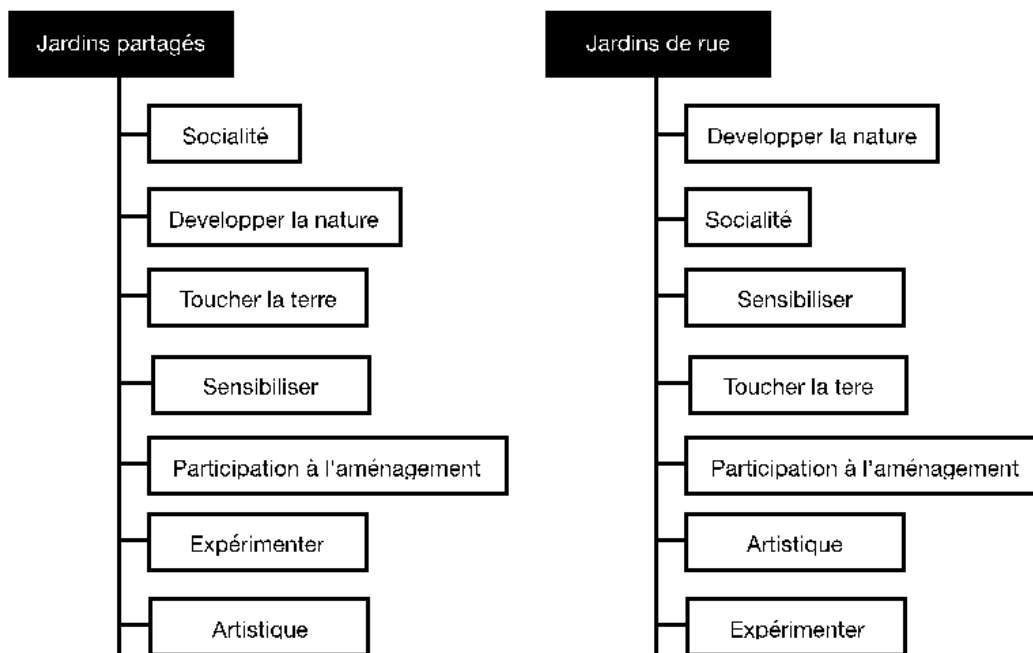 Jardins partagés
Socialité
Developper la nature
Toucher la terre
Sensibiliser
Participation à l'aménagement
Expérimenter
Artistique
Jardins de rue
Developper la nature
Socialité
Sensibiliser
Toucher la tere
Participation à l'aménagement
Artistique
Expérimenter